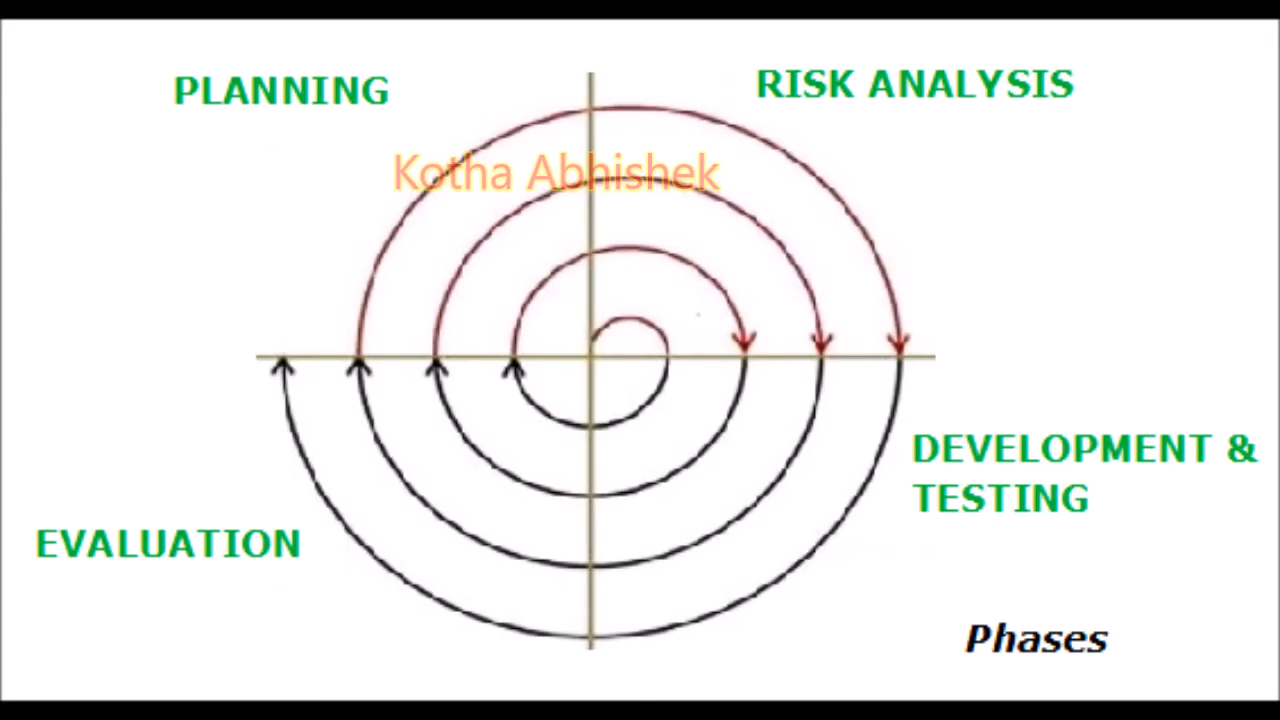 PLANNING
RISK ANALYSIS
Kotha Abhishek
DEVELOPMENT &
TESTING
EVALUATION
Phases